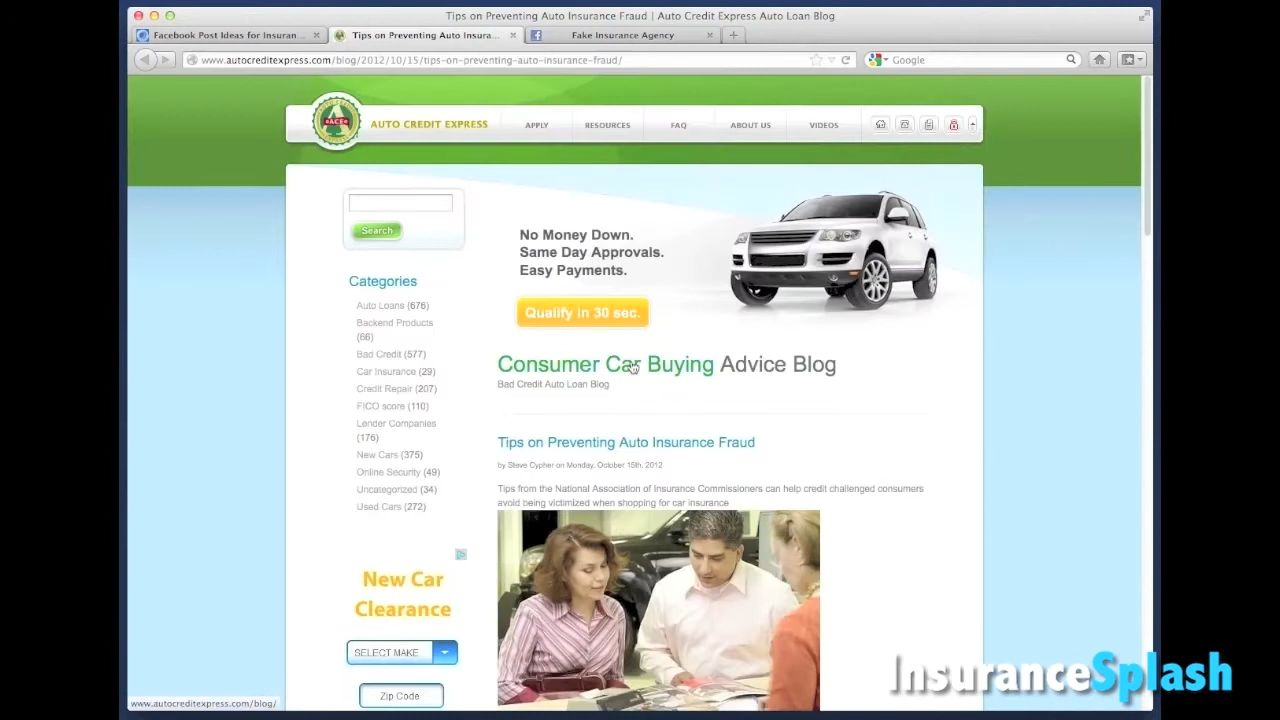 Tips on Preventing Auto Insurance Fraud | Auto Credit Express Auto Loan Blog
Facebook Post Ideas for Insuran...
Tips on Preventing Auto Insura...
Fake Insurance Agency
www.autocreditexpress.com/blog/2012/10/15/tips-on-preventing-auto-insurance-fraud/
Google
ACE
AUTO CREDIT EXPRESS
APPLY
RESOURCES
FAQ
ABOUT US
VIDEOS
Search
No Money Down.
Same Day Approvals.
Easy Payments.
Qualify in 30 sec.
Categories
Auto Loans (676)
Backend Products
(66)
Bad Credit (577)
Car Insurance (29)
Credit Repair (207)
FICO score (110)
Lender Companies
(176)
New Cars (375)
Online Security (49)
Uncategorized (34)
Used Cars (272)
Consumer Car Buying Advice Blog
Bad Credit Auto Loan Blog
Tips on Preventing Auto Insurance Fraud
by Steve Cypher on Monday, October 15th, 2012
Tips from the National Association of Insurance Commissioners can help credit challenged consumers
avoid being victimized when shopping for car insurance
New Car
Clearance
SELECT MAKE
Zip Code
www.autocreditexpress.com/blog/
InsuranceSplash